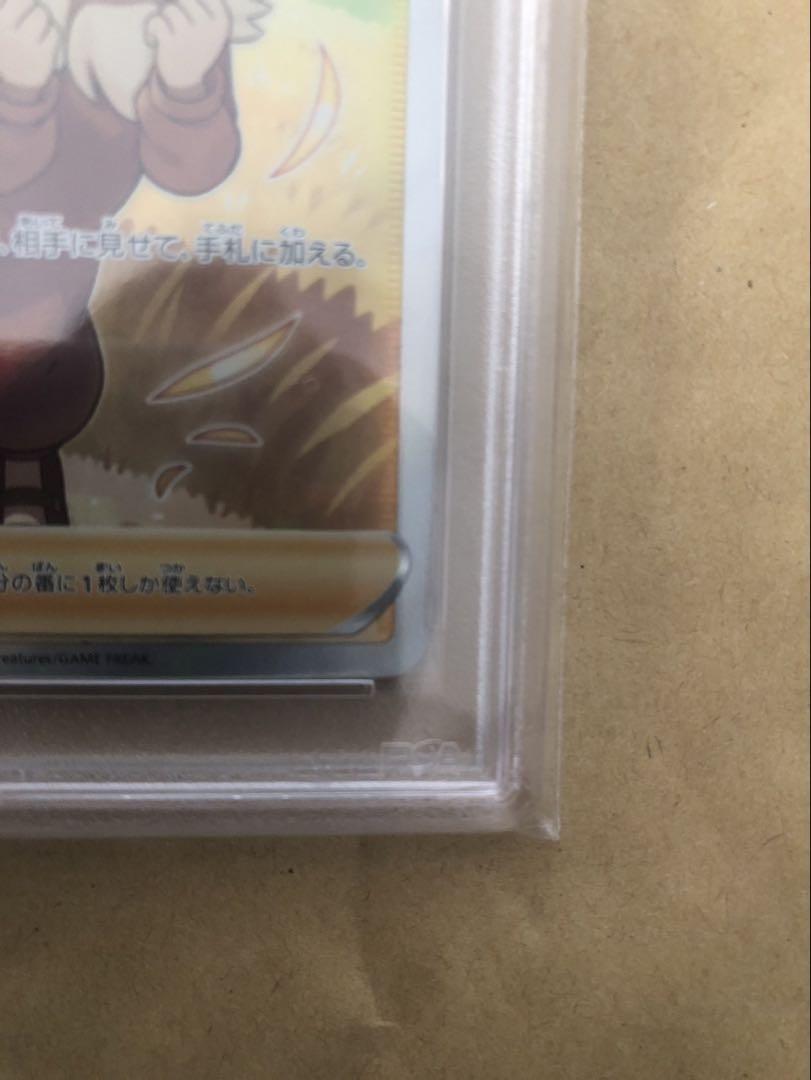 、相手に見せて、手札に加える。
分の番に1枚しか使えない。
reatures/GAME FREAK
PSA